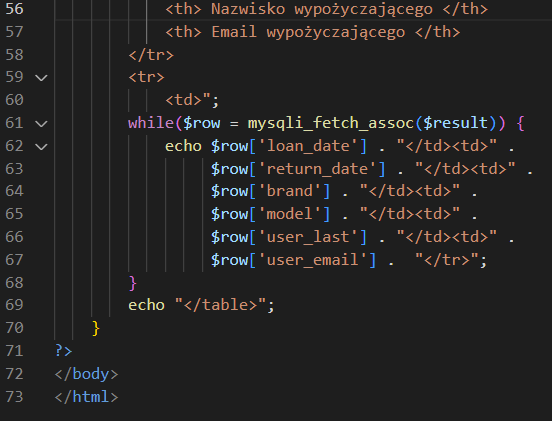 56 <th> Nazwisko wypożyczającego </th>
57 <th> Email wypożyczającego </th>
58 </tr>
59 <tr>
60 <td>";
61 while($row = mysqli_fetch_assoc($result)) {
62 echo $row['loan_date'] . "</td><td>" .
63 $row['return_date'] . "</td><td>" .
64 $row['brand'] . "</td><td>" .
65 $row['model'] . "</td><td>" .
66 $row['user_last'] . "</td><td>" .
67 $row['user_email'] .  "</tr>";
68 }
69 echo "</table>";
70 }
71 ?>
72 </body>
73 </html>